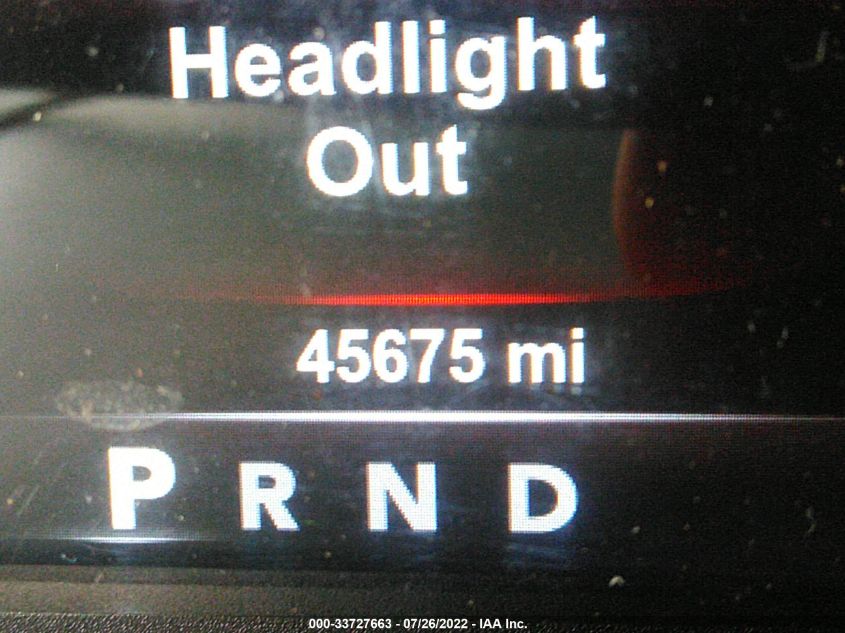 Headlight
Out
45675 mi
P R N D
000-33727663 - 07/26/2022 - IAA Inc.